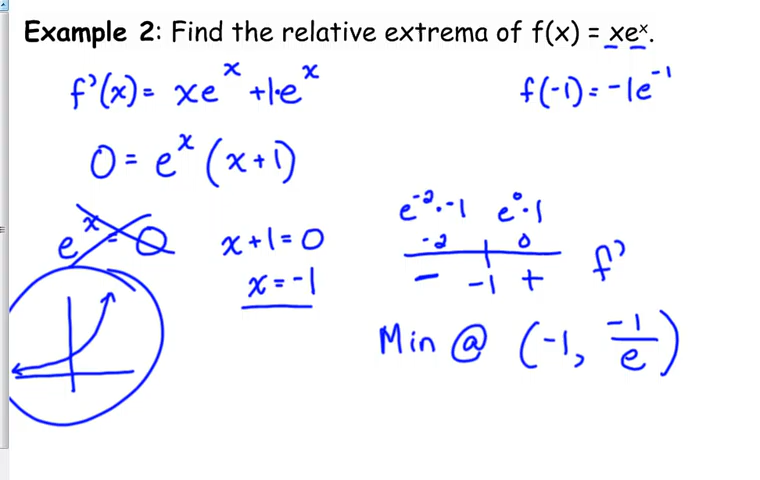 Example 2: Find the relative extrema of f(x) = xeˣ.
f'(x) = xeˣ + 1·eˣ
f(-1) = -1e⁻¹
0 = eˣ (x + 1)
eˣ = 0
x + 1 = 0
x = -1
e⁻²·-1 e⁰·1
-2 0
- -1 + f'
Min @ (-1, -1/e)